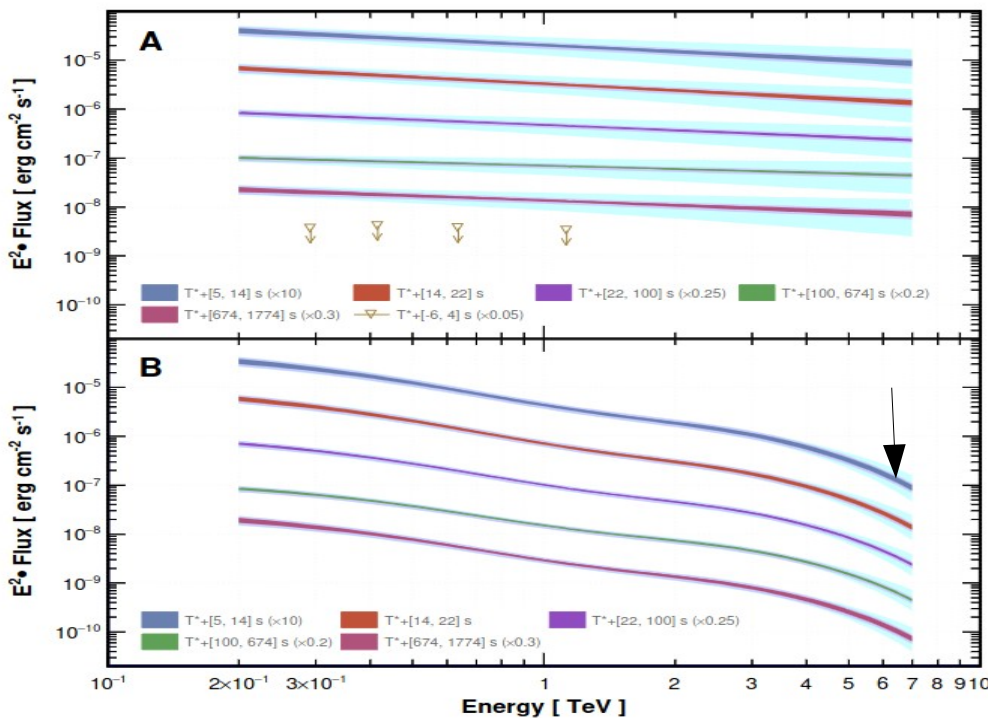 A
10⁻⁵
10⁻⁶
10⁻⁷
10⁻⁸
10⁻⁹
10⁻¹⁰
E²• Flux [ erg cm⁻² s⁻¹ ]
T*+[5, 14] s (×10) T*+[14, 22] s T*+[22, 100] s (×0.25) T*+[100, 674] s (×0.2)
T*+[674, 1774] s (×0.3) T*+[-6, 4] s (×0.05)
B
10⁻⁵
10⁻⁶
10⁻⁷
10⁻⁸
10⁻⁹
10⁻¹⁰
E²• Flux [ erg cm⁻² s⁻¹ ]
T*+[5, 14] s (×10) T*+[14, 22] s T*+[22, 100] s (×0.25)
T*+[100, 674] s (×0.2) T*+[674, 1774] s (×0.3)
10⁻¹ 2×10⁻¹ 3×10⁻¹ 1 2 3 4 5 6 7 8 9 10
Energy [ TeV ]